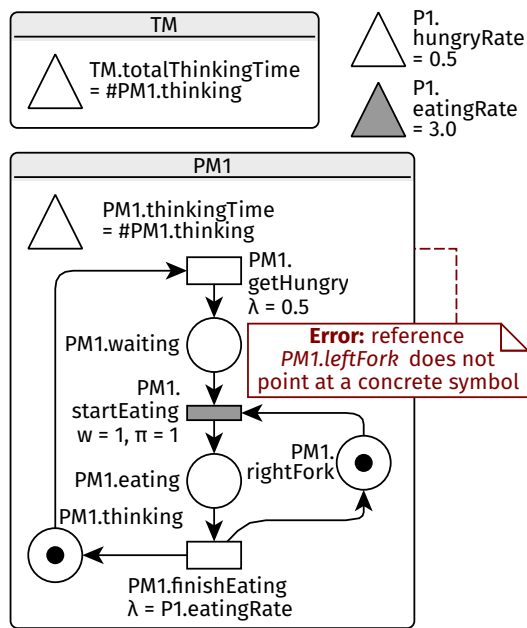 TM
TM.totalThinkingTime
= #PM1.thinking
P1.
hungryRate
= 0.5
P1.
eatingRate
= 3.0
PM1
PM1.thinkingTime
= #PM1.thinking
PM1.
getHungry
λ = 0.5
PM1.waiting
Error: reference
PM1.leftFork does not
point at a concrete symbol
PM1.
startEating
w = 1, π = 1
PM1.
rightFork
PM1.eating
PM1.thinking
PM1.finishEating
λ = P1.eatingRate